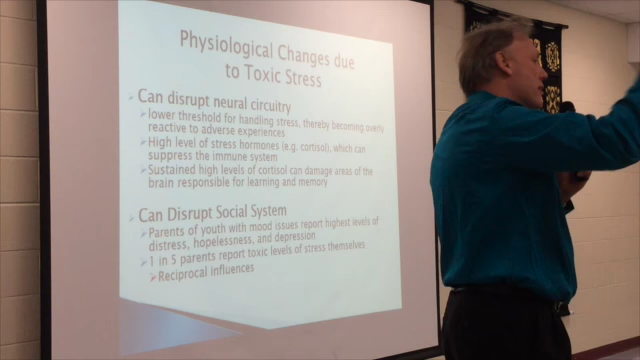 Physiological Changes due
to Toxic Stress
Can disrupt neural circuitry
lower threshold for handling stress, thereby becoming overly
reactive to adverse experiences
High level of stress hormones (e.g. cortisol), which can
suppress the immune system
Sustained high levels of cortisol can damage areas of the
brain responsible for learning and memory
Can Disrupt Social System
Parents of youth with mood issues report highest levels of
distress, hopelessness, and depression
1 in 5 parents report toxic levels of stress themselves
Reciprocal influences